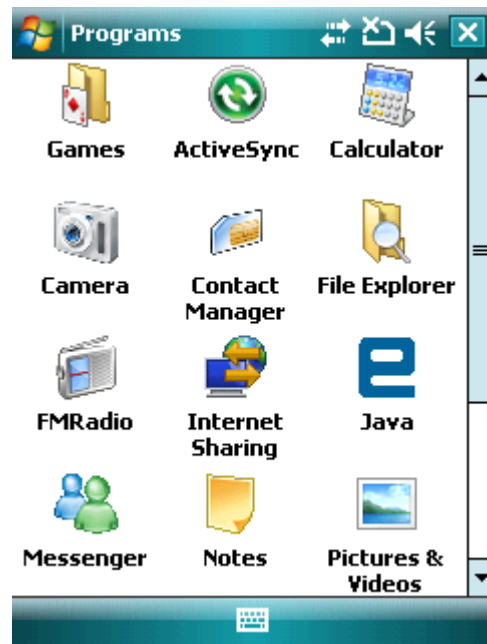 Programs
Games ActiveSync Calculator
Camera Contact Manager File Explorer
FMRadio Internet Sharing Java
Messenger Notes Pictures & Videos